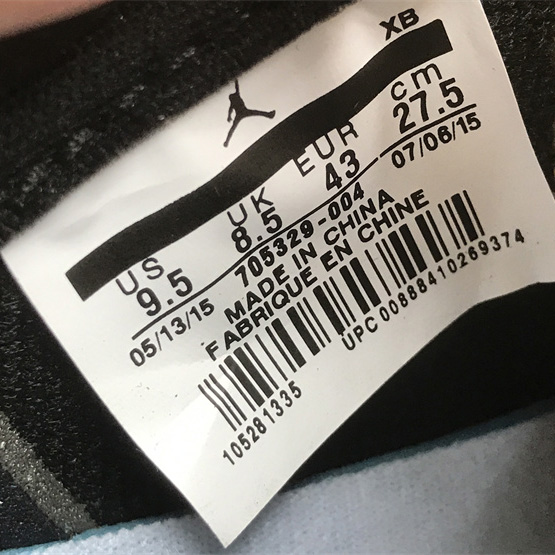 XB
US UK EUR cm
9.5 8.5 43 27.5
05/13/15 705329-004 07/06/15
MADE IN CHINA
FABRIQUE EN CHINE
105281335 UPC 00888410269374